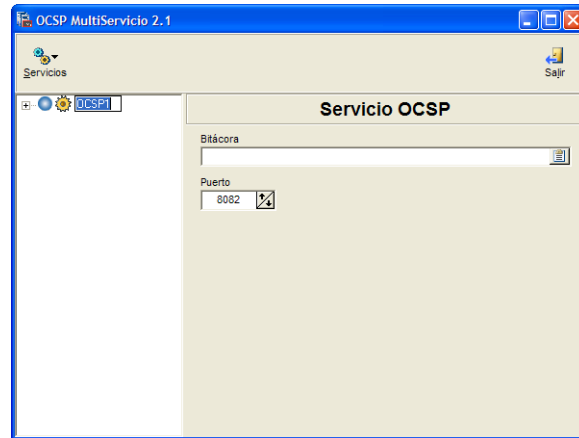 OCSP MultiServicio 2.1
Servicios
Salir
OCSP1
Servicio OCSP
Bitácora
Puerto
8082